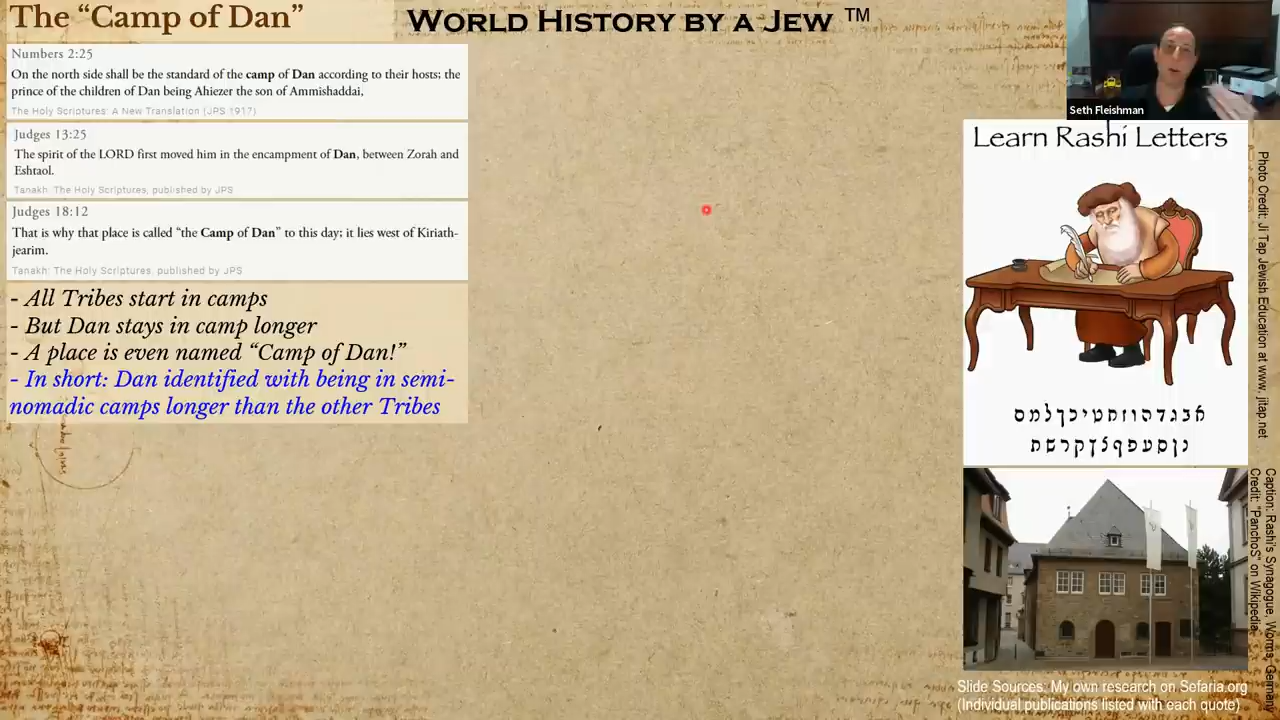 The “Camp of Dan”
WORLD HISTORY BY A JEW ™
Numbers 2:25
On the north side shall be the standard of the camp of Dan according to their hosts; the
prince of the children of Dan being Ahiezer the son of Ammishaddai,
The Holy Scriptures: A New Translation (JPS 1917)
Judges 13:25
The spirit of the LORD first moved him in the encampment of Dan, between Zorah and
Eshtaol.
Tanakh: The Holy Scriptures, published by JPS
Judges 18:12
That is why that place is called “the Camp of Dan” to this day; it lies west of Kiriath-
jearim.
Tanakh: The Holy Scriptures, published by JPS
- All Tribes start in camps
- But Dan stays in camp longer
- A place is even named “Camp of Dan!”
- In short: Dan identified with being in semi-
nomadic camps longer than the other Tribes
Seth Fleishman
Learn Rashi Letters
אבגדהוזחטיכךלמם
נןסעפףצץקרשת
Photo Credit: Ji Tap Jewish Education at www. jitap.net
Caption: Rashi's Synagogue, Worms, Germany
Credit: "PanchoS" on Wikipedia
Slide Sources: My own research on Sefaria.org
(Individual publications listed with each quote)